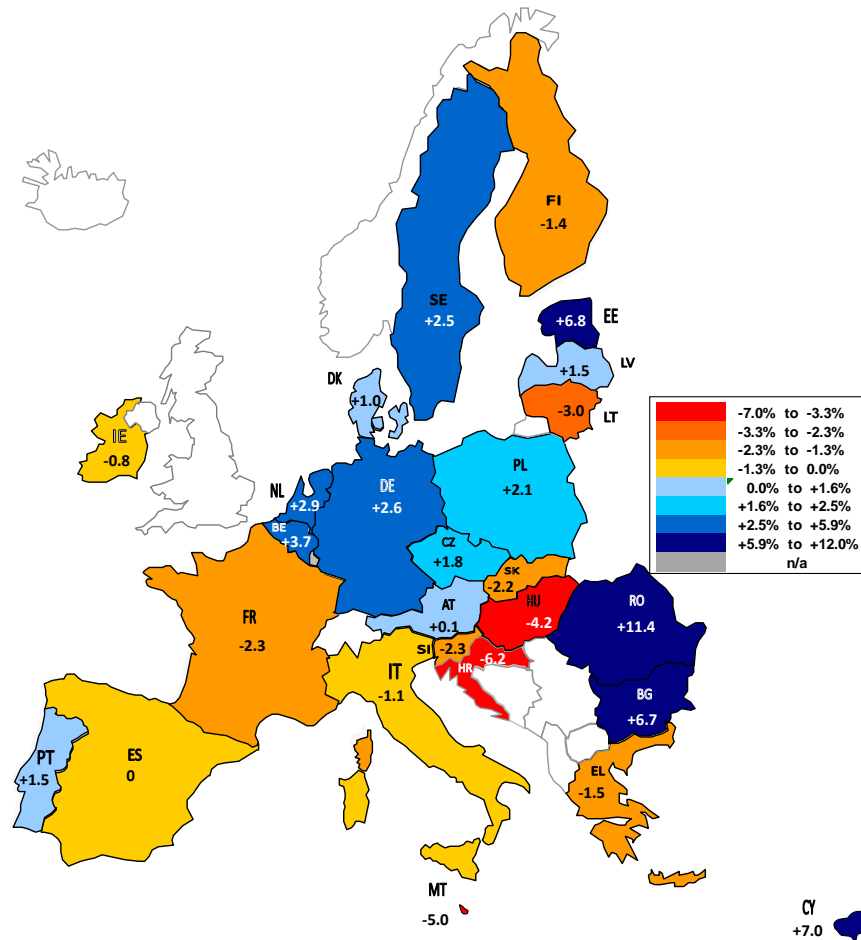 FI
-1.4
SE
+2.5
+6.8
EE
LV
+1.5
DK
+1.0
-3.0
LT
IE
-0.8
NL
+2.9
DE
+2.6
PL
+2.1
BE
+3.7
CZ
+1.8
SK
-2.2
AT
+0.1
HU
-4.2
RO
+11.4
FR
-2.3
SI
-2.3
HR
-6.2
IT
-1.1
BG
+6.7
PT
+1.5
ES
0
EL
-1.5
MT
-5.0
CY
+7.0
-7.0% to -3.3%
-3.3% to -2.3%
-2.3% to -1.3%
-1.3% to 0.0%
0.0% to +1.6%
+1.6% to +2.5%
+2.5% to +5.9%
+5.9% to +12.0%
n/a